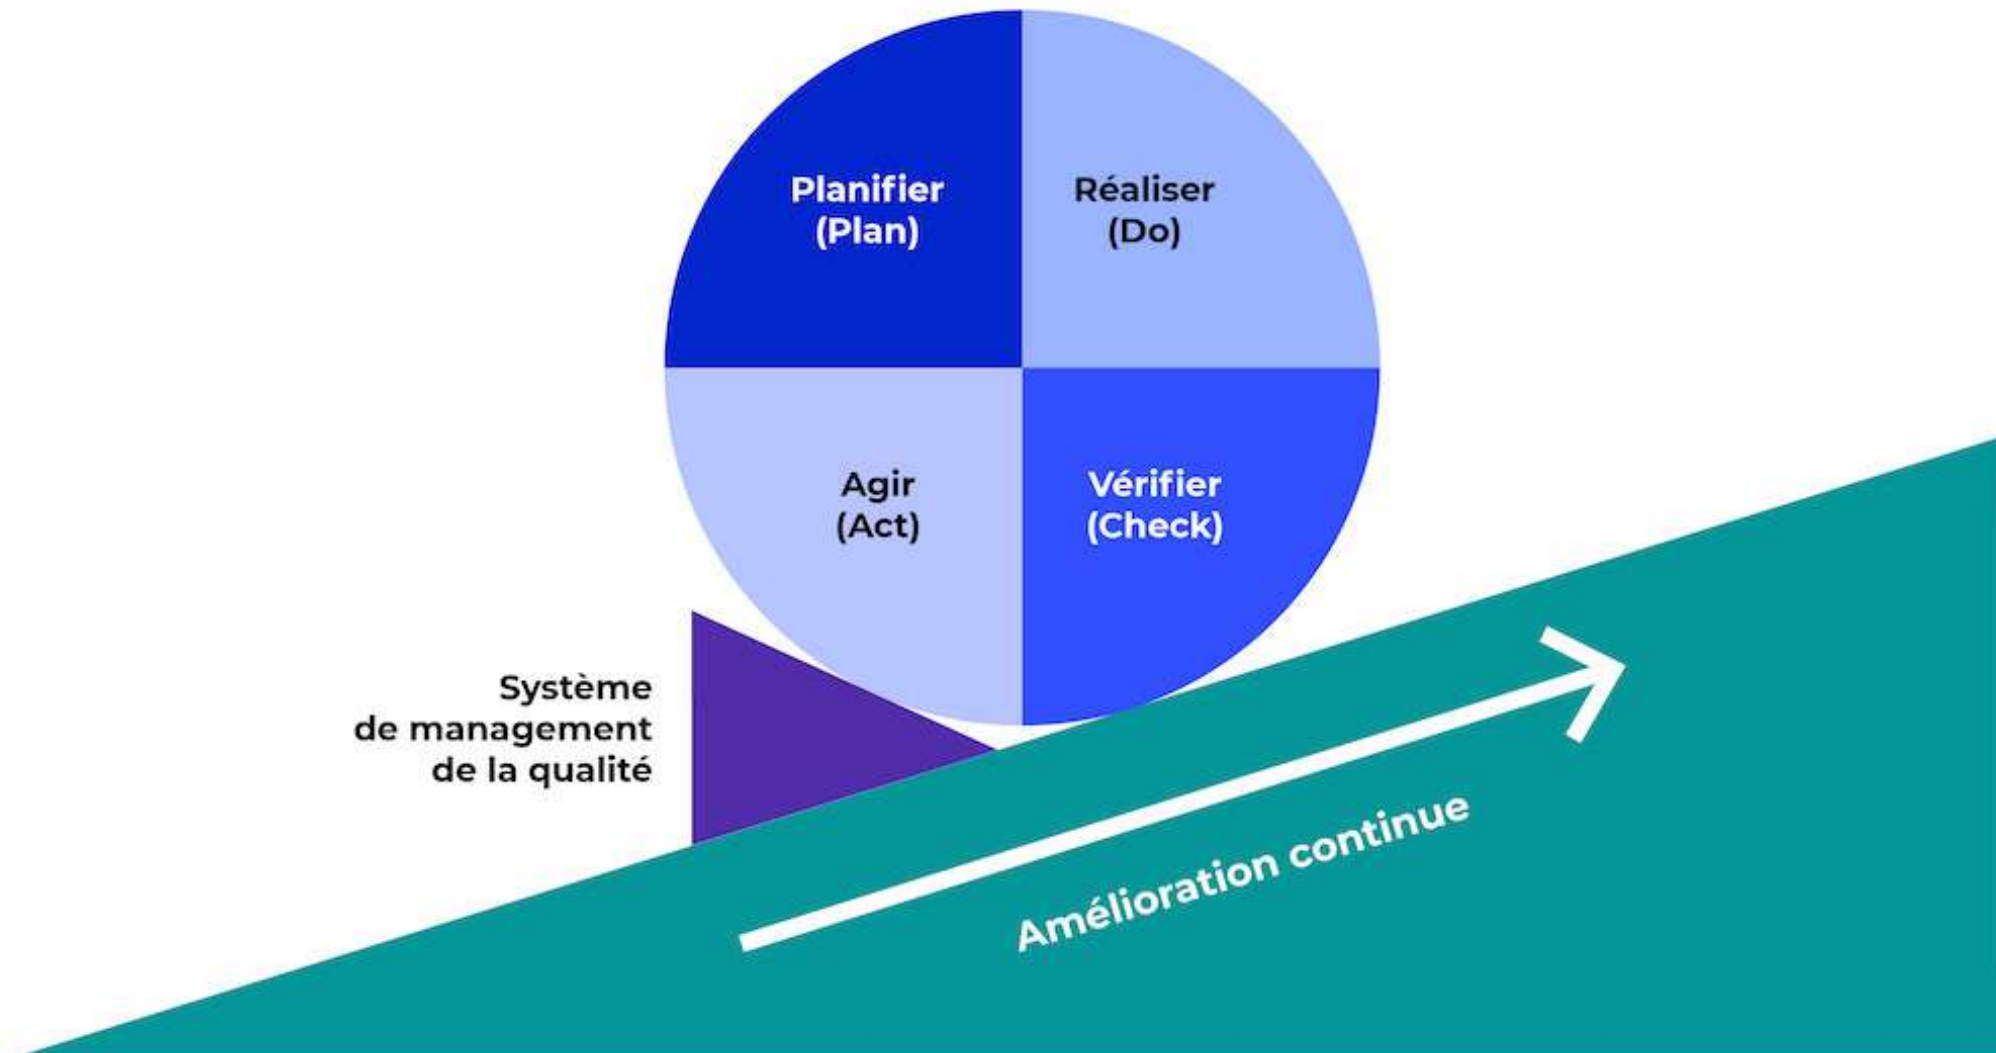 Planifier
(Plan)
Réaliser
(Do)
Agir
(Act)
Vérifier
(Check)
Système
de management
de la qualité
Amélioration continue